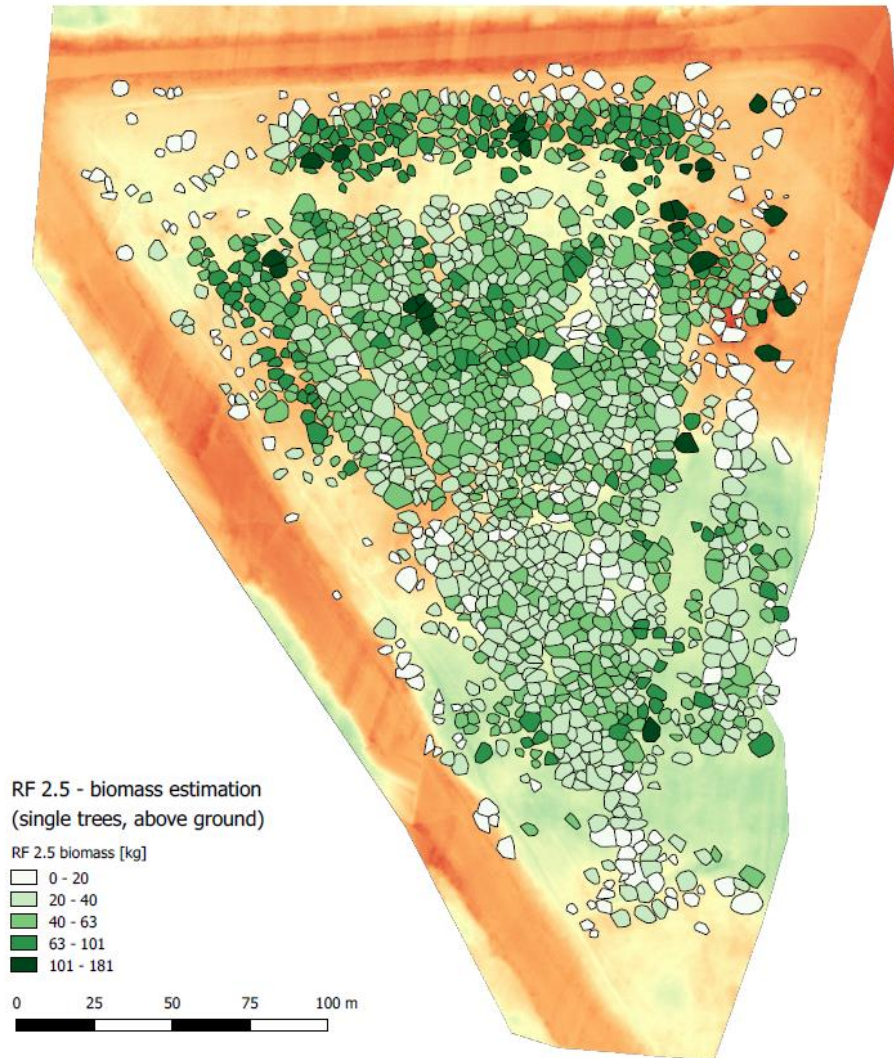 RF 2.5 - biomass estimation
(single trees, above ground)
RF 2.5 biomass [kg]
0 - 20
20 - 40
40 - 63
63 - 101
101 - 181
0 25 50 75 100 m